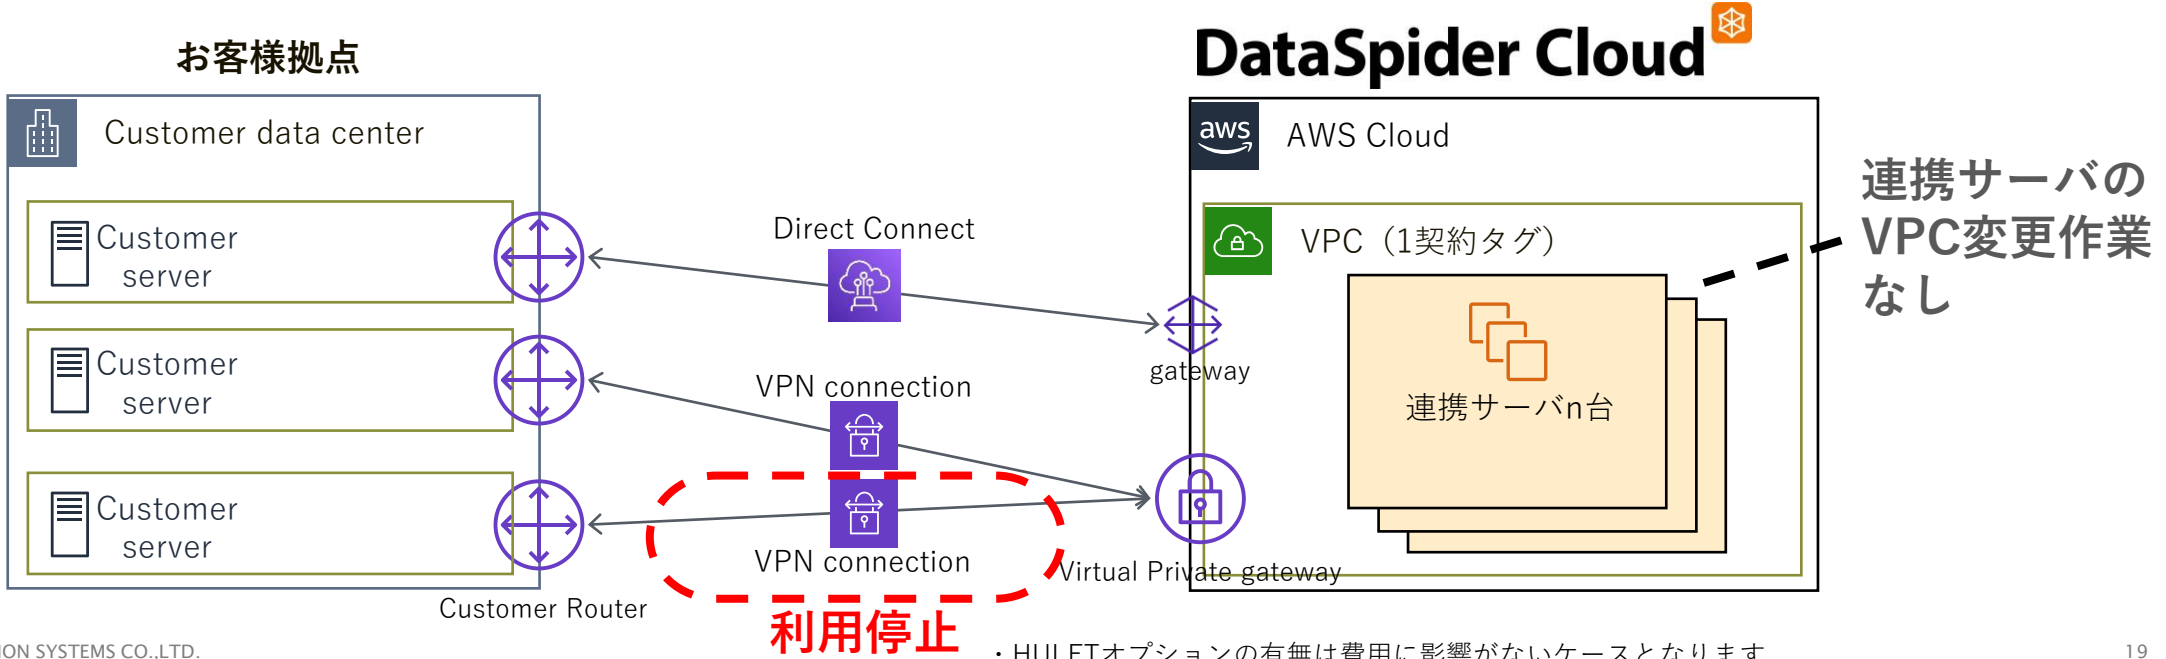 お客様拠点
DataSpider Cloud
Customer data center
aws
AWS Cloud
Customer
server
Direct Connect
VPC（1契約タグ）
連携サーバの
VPC変更作業
なし
Customer
server
VPN connection
gateway
連携サーバn台
Customer
server
VPN connection
Virtual Private gateway
Customer Router
利用停止
ON SYSTEMS CO.,LTD.
・HULFTオプションの有無は費用に影響がないケースとなります
19